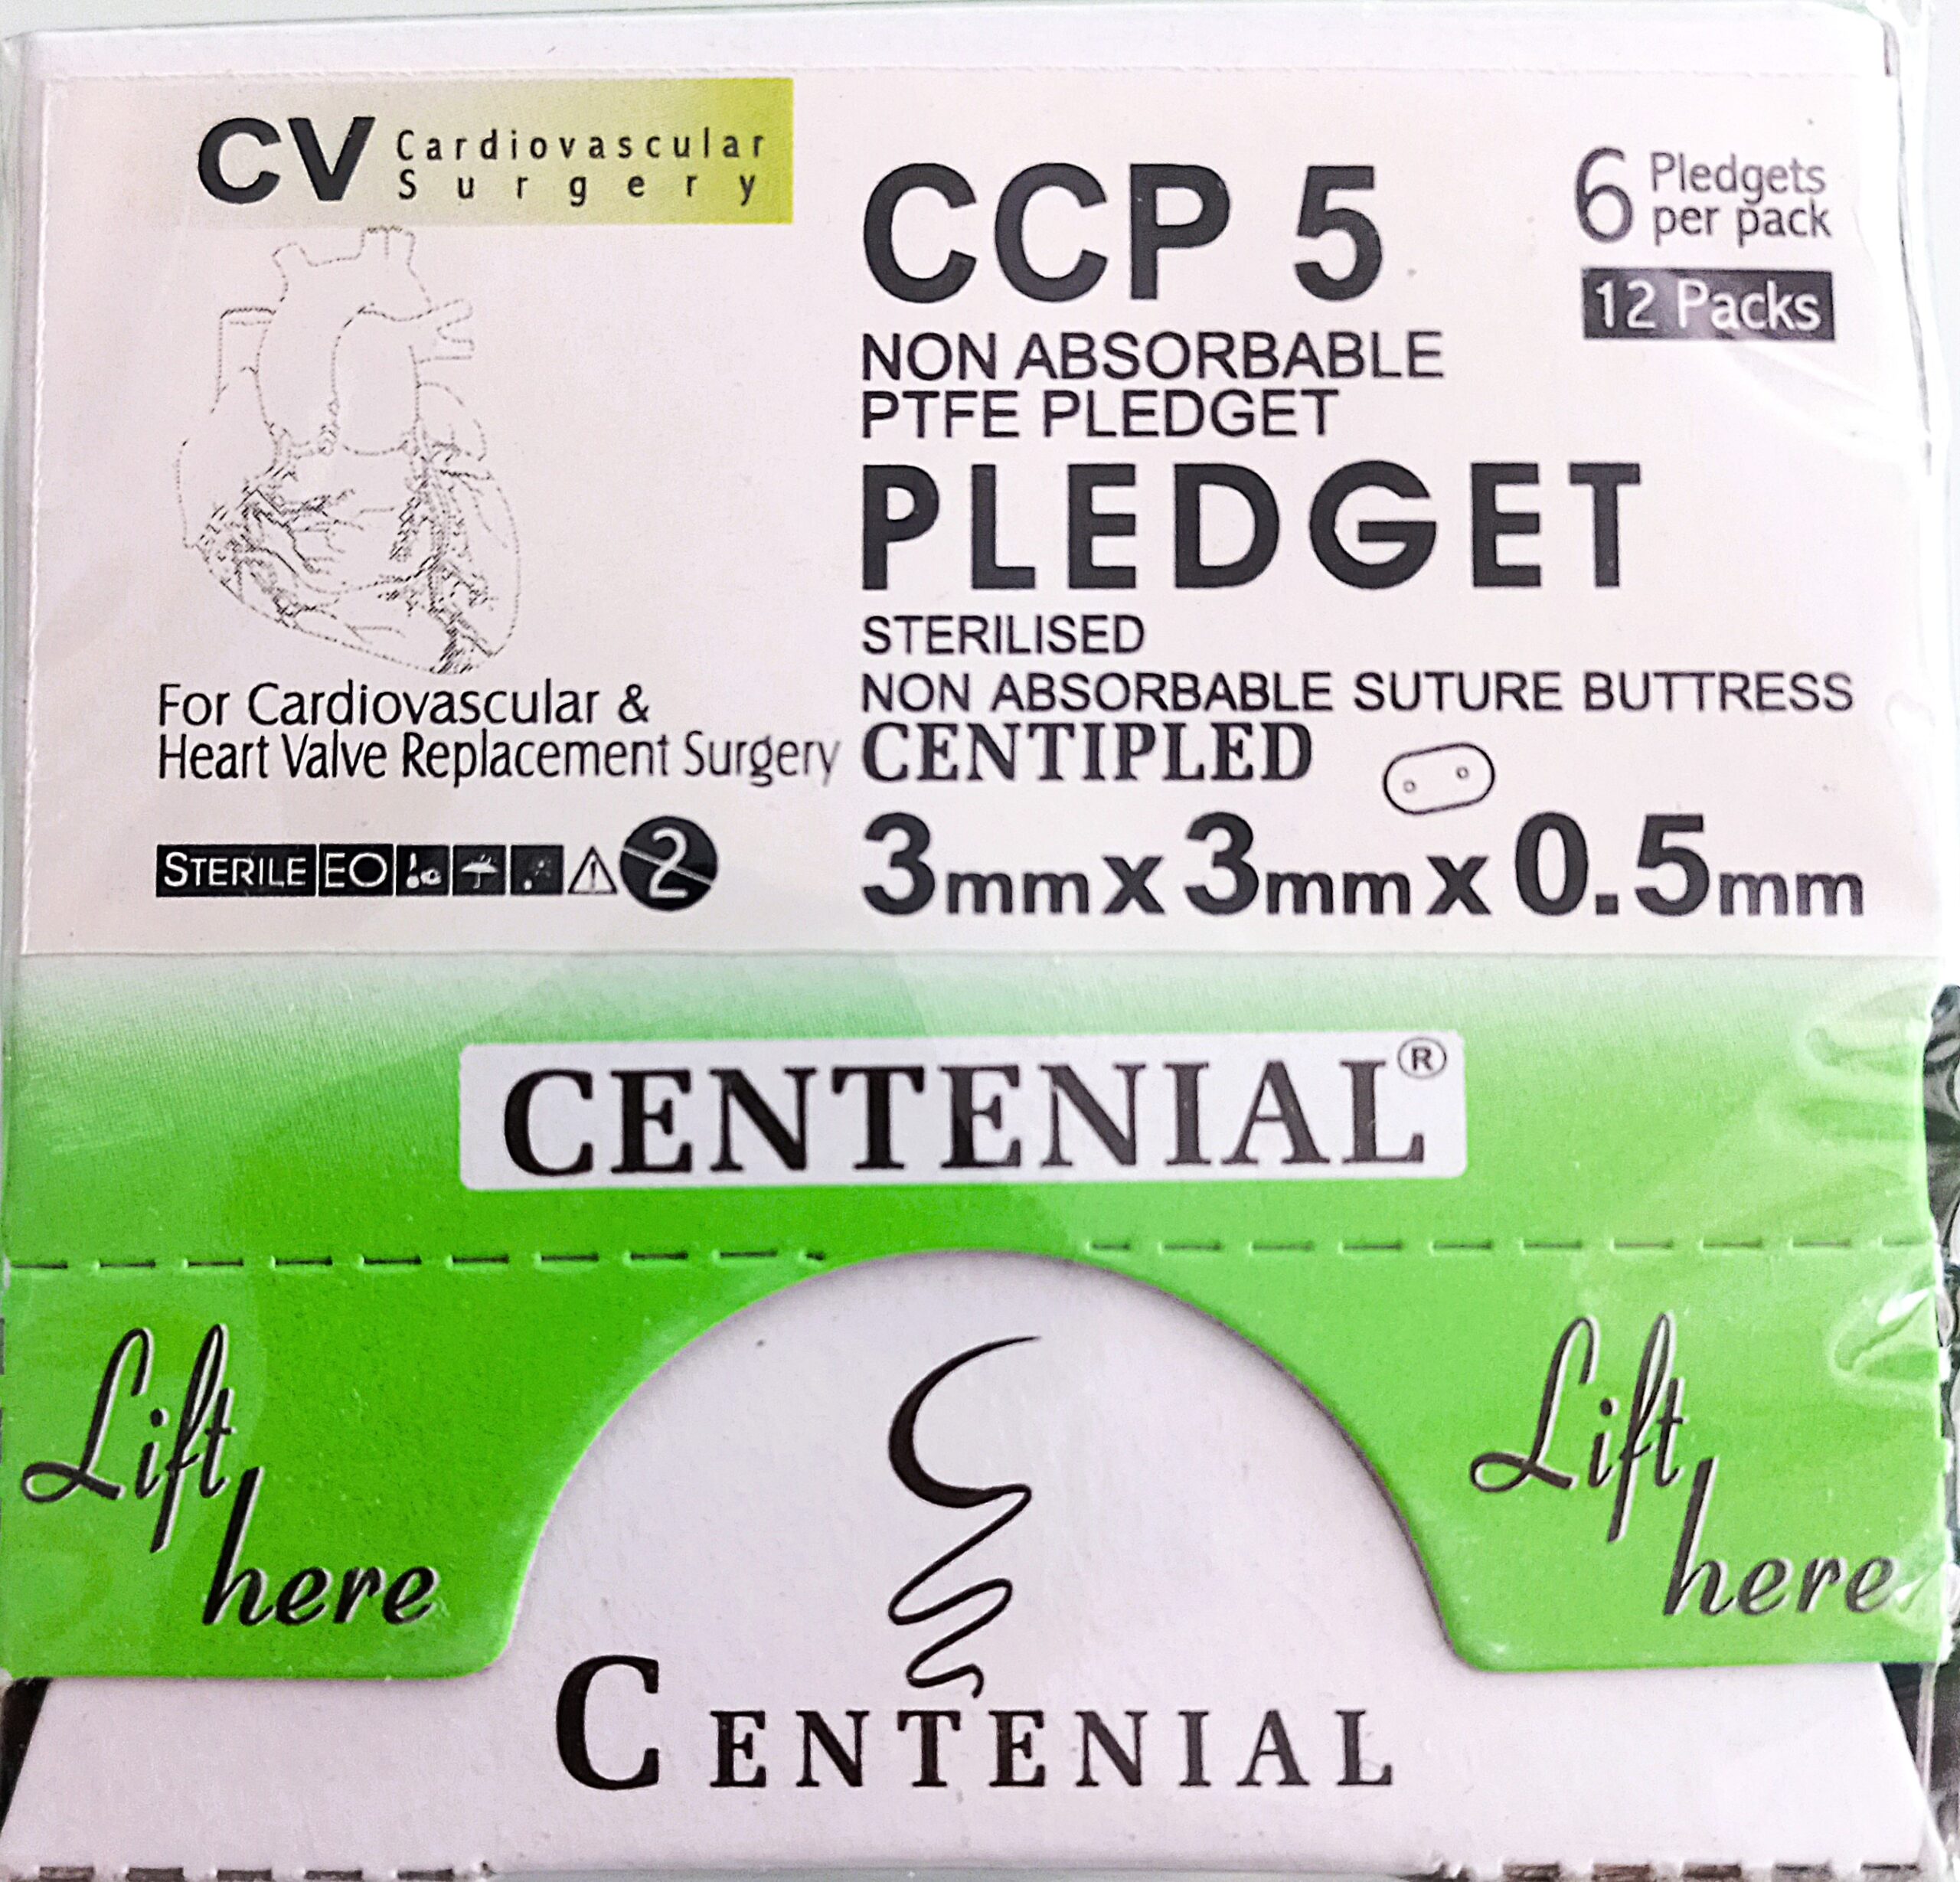 CV Cardiovascular
Surgery
For Cardiovascular &
Heart Valve Replacement Surgery
STERILE EO 2
CCP 5
6 Pledgets
per pack
12 Packs
NON ABSORBABLE
PTFE PLEDGET
PLEDGET
STERILISED
NON ABSORBABLE SUTURE BUTTRESS
CENTIPLED
3mm x 3mm x 0.5mm
CENTENIAL®
Lift
here
Lift
here
CENTENIAL